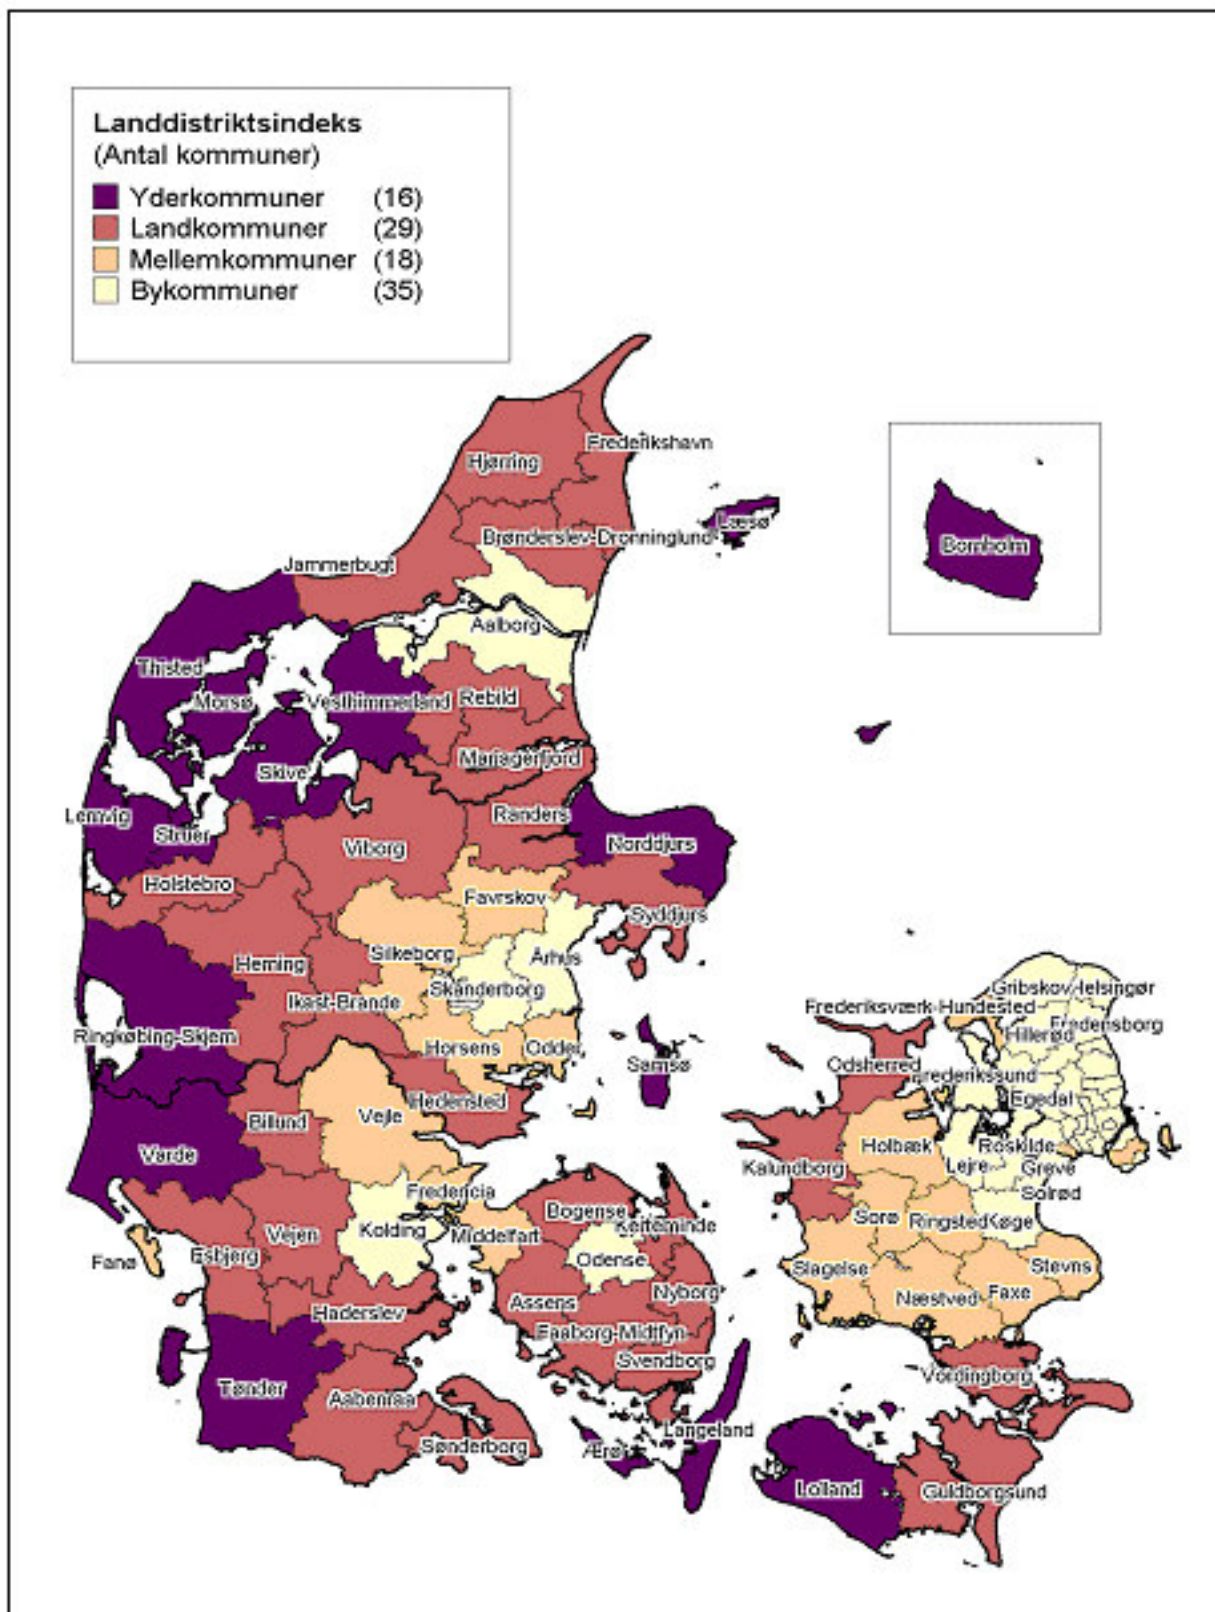 Landdistriktsindeks
(Antal kommuner)
Yderkommuner (16)
Landkommuner (29)
Mellemkommuner (18)
Bykommuner (35)
Frederikshavn
Hjørring
Læsø
Brønderslev-Dronninglund
Bornholm
Jammerbugt
Aalborg
Thisted
Morsø
Vesthimmerland
Rebild
Mariagerfjord
Skive
Lemvig
Struer
Randers
Viborg
Norddjurs
Holstebro
Favrskov
Syddjurs
Silkeborg
Århus
Herning
Skanderborg
Ikast-Brande
Gribskov
Helsingør
Frederiksværk-Hundested
Fredensborg
Hillerød
Ringkøbing-Skjern
Horsens
Odder
Samsø
Odsherred
Frederikssund
Hedensted
Egedal
Billund
Vejle
Varde
Holbæk
Roskilde
Kalundborg
Lejre
Greve
Solrød
Fredericia
Bogense
Kerteminde
Sorø
Ringsted
Køge
Vejen
Kolding
Middelfart
Fanø
Esbjerg
Odense
Slagelse
Stevns
Nyborg
Næstved
Faxe
Assens
Haderslev
Faaborg-Midtfyn
Svendborg
Vordingborg
Tønder
Aabenraa
Langeland
Sønderborg
Ærø
Lolland
Guldborgsund